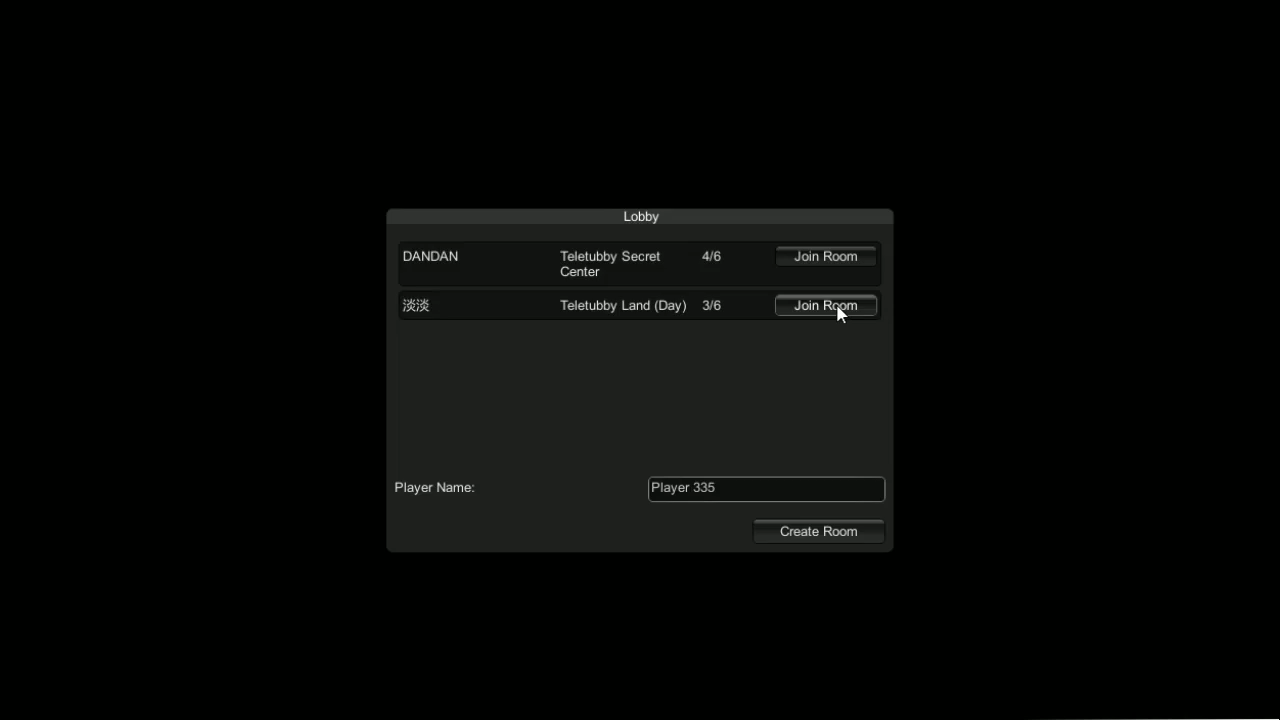 Lobby
DANDAN Teletubby Secret Center 4/6 Join Room
淡淡 Teletubby Land (Day) 3/6 Join Room
Player Name: Player 335
Create Room